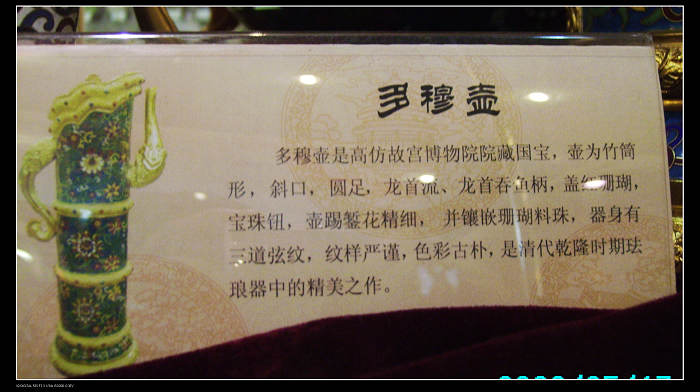 多穆壶
多穆壶是高仿故宫博物院院藏国宝，壶为竹筒
形，斜口，圆足，龙首流、龙首吞鱼柄，盖纽珊瑚，
宝珠钮，壶踢錾花精细，并镶嵌珊瑚料珠，器身有
三道弦纹，纹样严谨，色彩古朴，是清代乾隆时期珐
琅器中的精美之作。